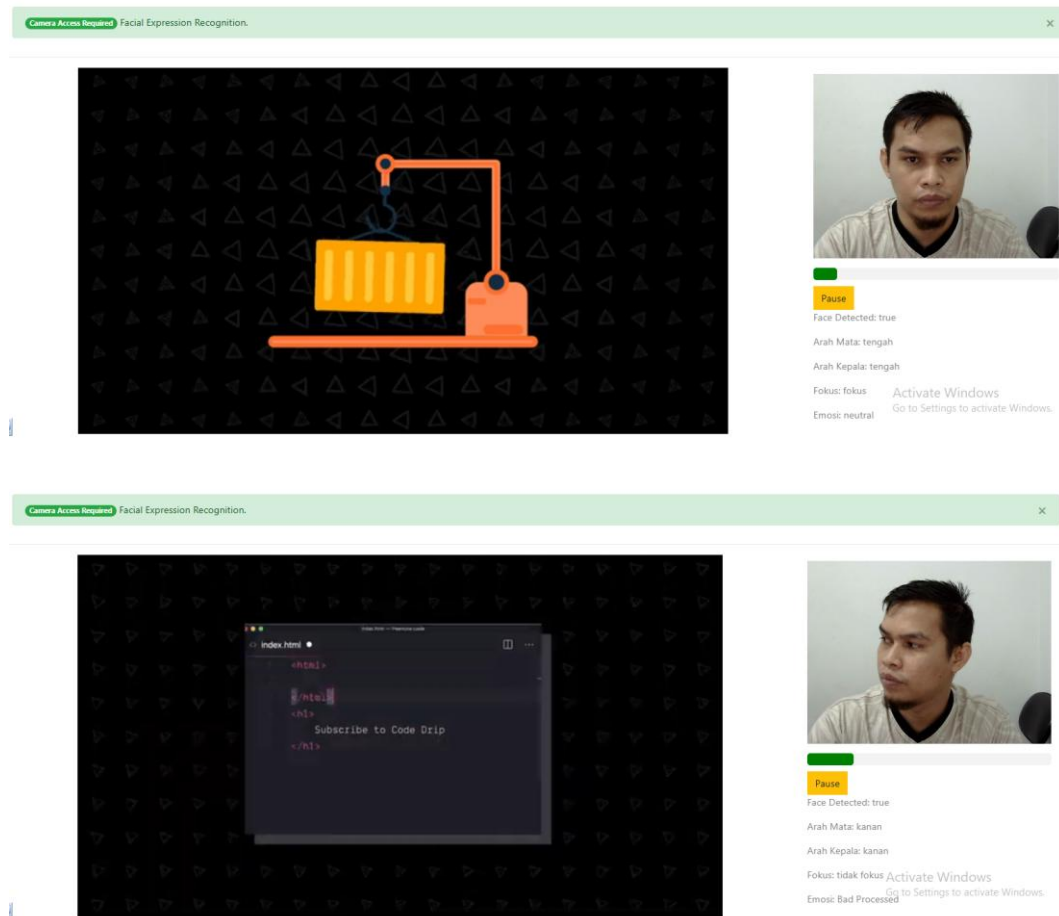 Camera Access Required Facial Expression Recognition. ×
Pause
Face Detected: true
Arah Mata: tengah
Arah Kepala: tengah
Fokus: fokus
Emosi: neutral
Activate Windows
Go to Settings to activate Windows.
Camera Access Required Facial Expression Recognition. ×
index.html
<html>
</html>
<h1>
Subscribe to Code Drip
</h1>
Pause
Face Detected: true
Arah Mata: kanan
Arah Kepala: kanan
Fokus: tidak fokus
Emosi: Bad Processed
Activate Windows
Go to Settings to activate Windows.